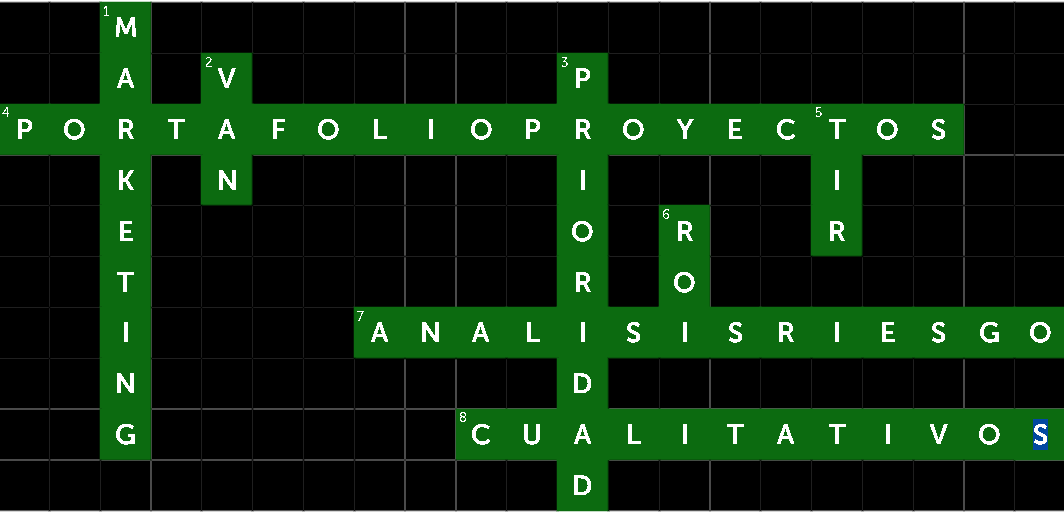 1 M
A 2 V 3 P
4 P O R T A F O L I O P R O Y E C 5 T O S
K N I I
E O 6 R R
T R O
7 A N A L I S I S R I E S G O
I
N D
G 8 C U A L I T A T I V O S
D